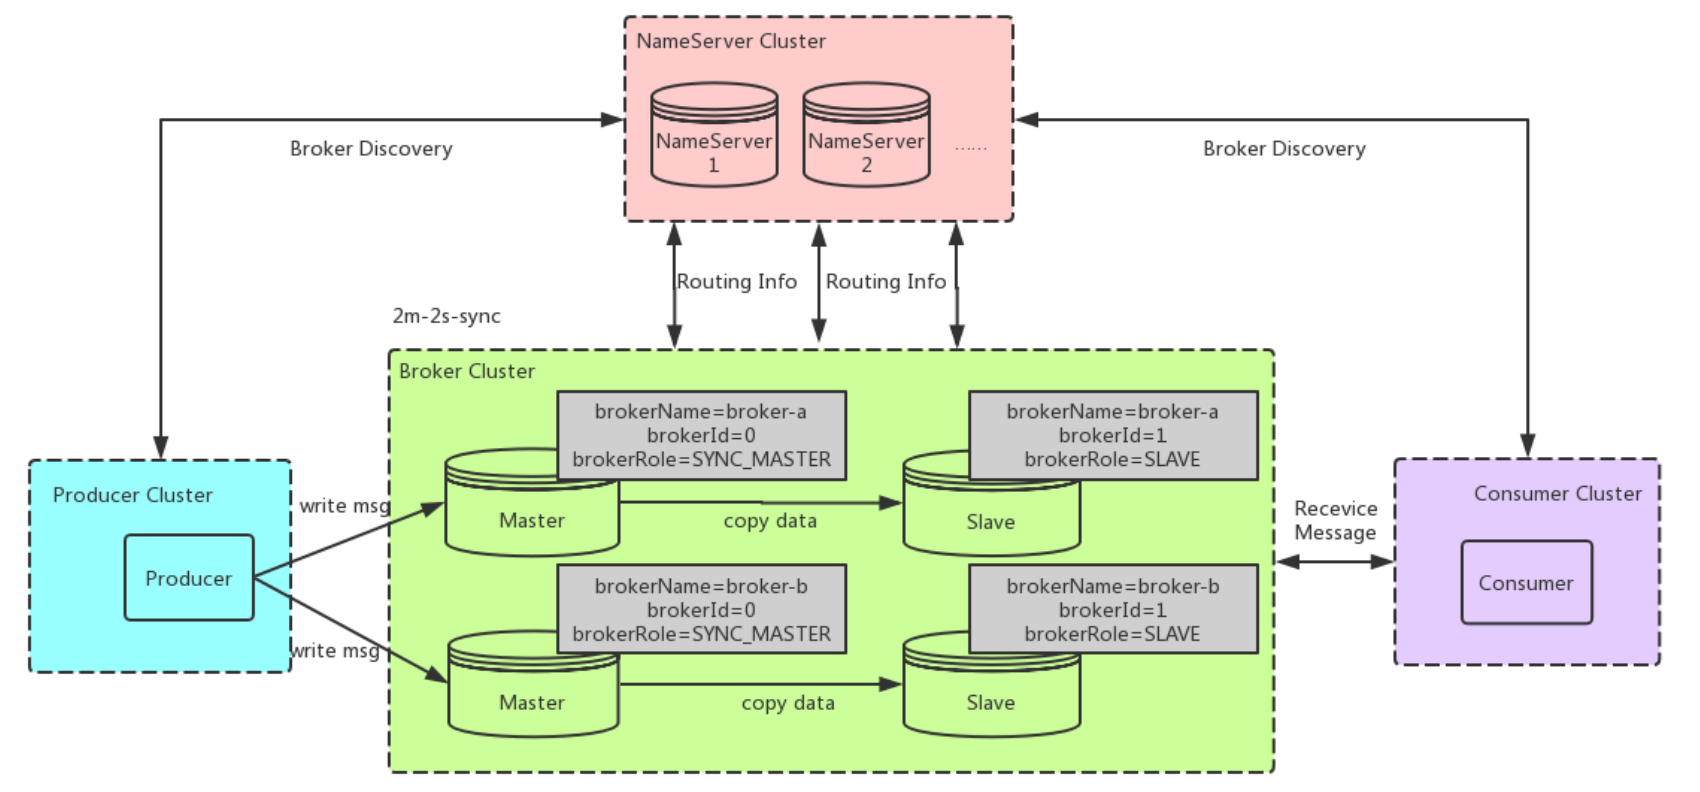 NameServer Cluster
NameServer
1
NameServer
2
......
Broker Discovery
Broker Discovery
Routing Info
Routing Info
2m-2s-sync
Broker Cluster
brokerName=broker-a
brokerId=0
brokerRole=SYNC_MASTER
brokerName=broker-a
brokerId=1
brokerRole=SLAVE
Producer Cluster
Producer
write msg
write msg
Master
copy data
Slave
brokerName=broker-b
brokerId=0
brokerRole=SYNC_MASTER
brokerName=broker-b
brokerId=1
brokerRole=SLAVE
Master
copy data
Slave
Recevice
Message
Consumer Cluster
Consumer